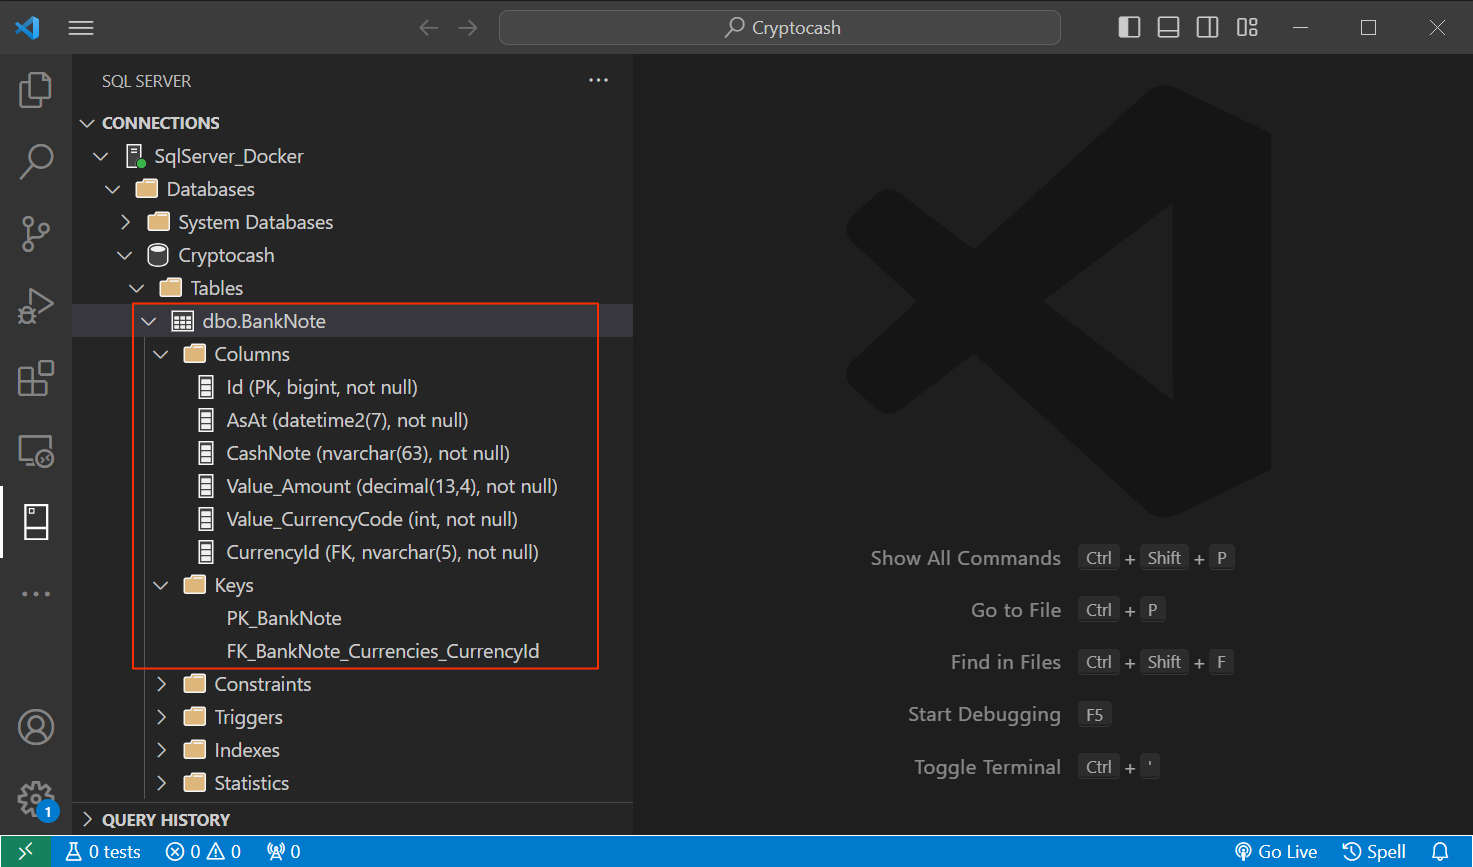 Cryptocash
SQL SERVER
CONNECTIONS
SqlServer_Docker
Databases
System Databases
Cryptocash
Tables
dbo.BankNote
Columns
Id (PK, bigint, not null)
AsAt (datetime2(7), not null)
CashNote (nvarchar(63), not null)
Value_Amount (decimal(13,4), not null)
Value_CurrencyCode (int, not null)
CurrencyId (FK, nvarchar(5), not null)
Keys
PK_BankNote
FK_BankNote_Currencies_CurrencyId
Constraints
Triggers
Indexes
Statistics
QUERY HISTORY
Show All Commands Ctrl + Shift + P
Go to File Ctrl + P
Find in Files Ctrl + Shift + F
Start Debugging F5
Toggle Terminal Ctrl + '
1
0 tests 0 0 0 Go Live Spell